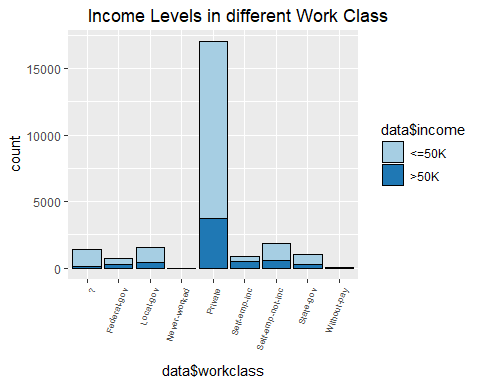 Income Levels in different Work Class
15000
10000
5000
0
count
?
Federal-gov
Local-gov
Never-worked
Private
Self-emp-inc
Self-emp-not-inc
State-gov
Without-pay
data$workclass
data$income
<=50K
>50K